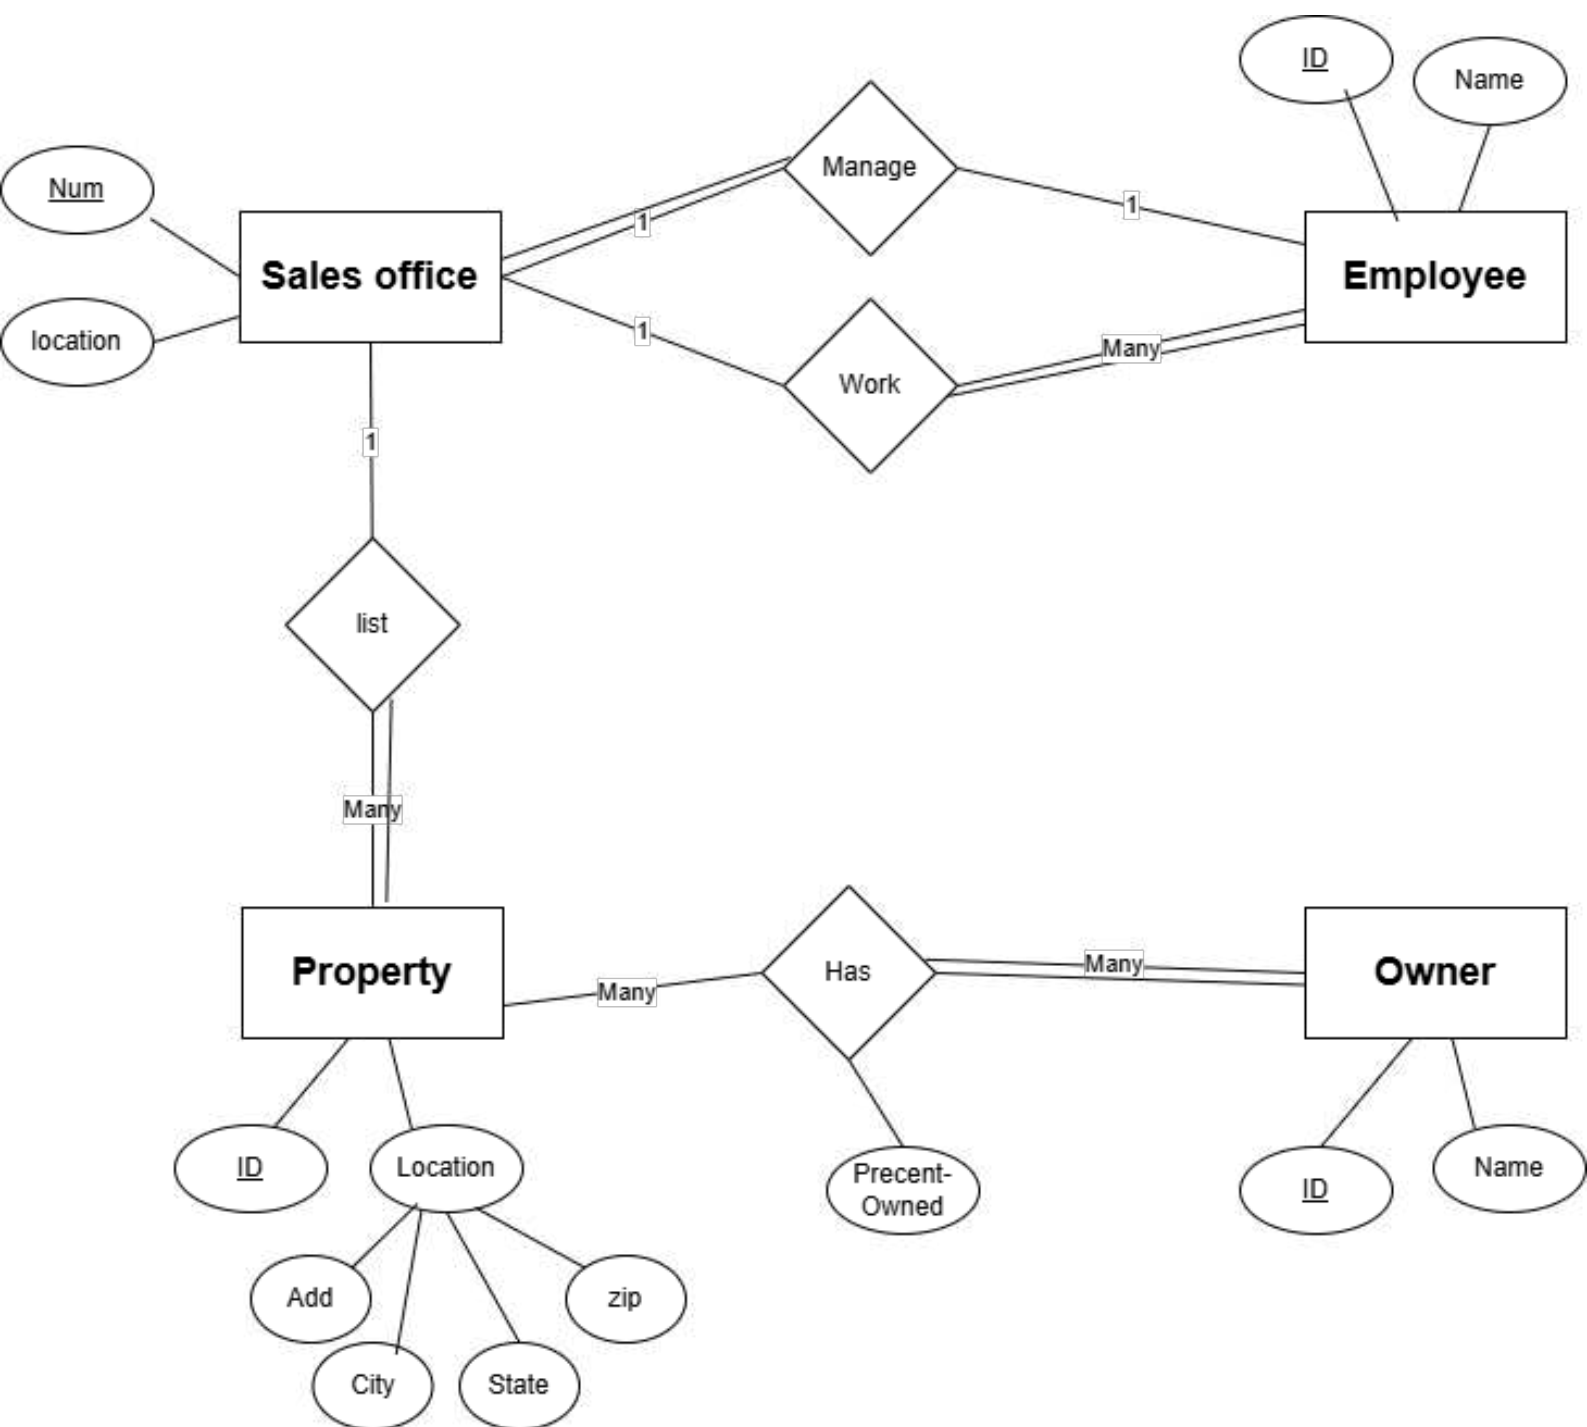 ID
Name
Num
Manage
1
1
Sales office
Employee
location
1
Many
Work
1
list
Many
Property
Many
Has
Many
Owner
ID
Location
Precent-
Owned
ID
Name
Add
zip
City
State